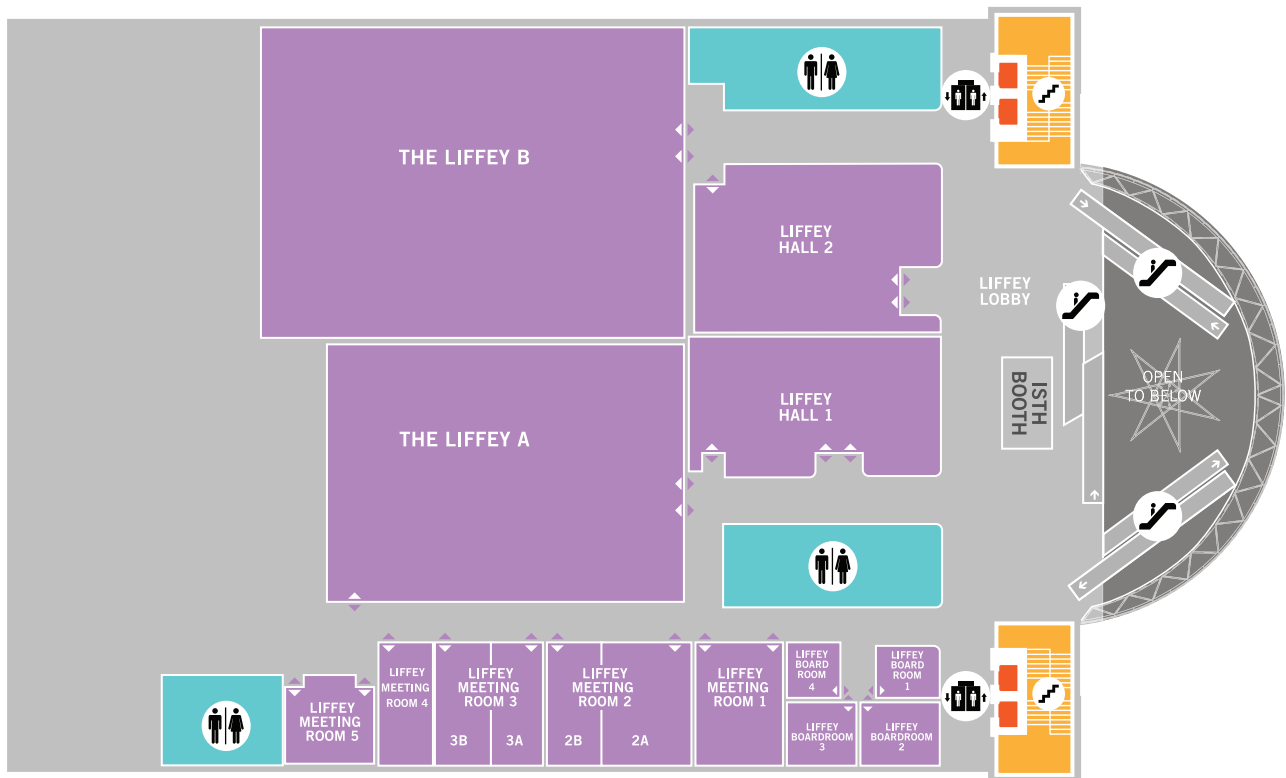 THE LIFFEY B
LIFFEY
HALL 2
LIFFEY
LOBBY
THE LIFFEY A
LIFFEY
HALL 1
ISTH
BOOTH
OPEN
TO BELOW
LIFFEY
MEETING
ROOM 5
LIFFEY
MEETING
ROOM 4
LIFFEY
MEETING
ROOM 3
3B
3A
LIFFEY
MEETING
ROOM 2
2B
2A
LIFFEY
MEETING
ROOM 1
LIFFEY
BOARD
ROOM
4
LIFFEY
BOARD
ROOM
1
LIFFEY
BOARDROOM
3
LIFFEY
BOARDROOM
2